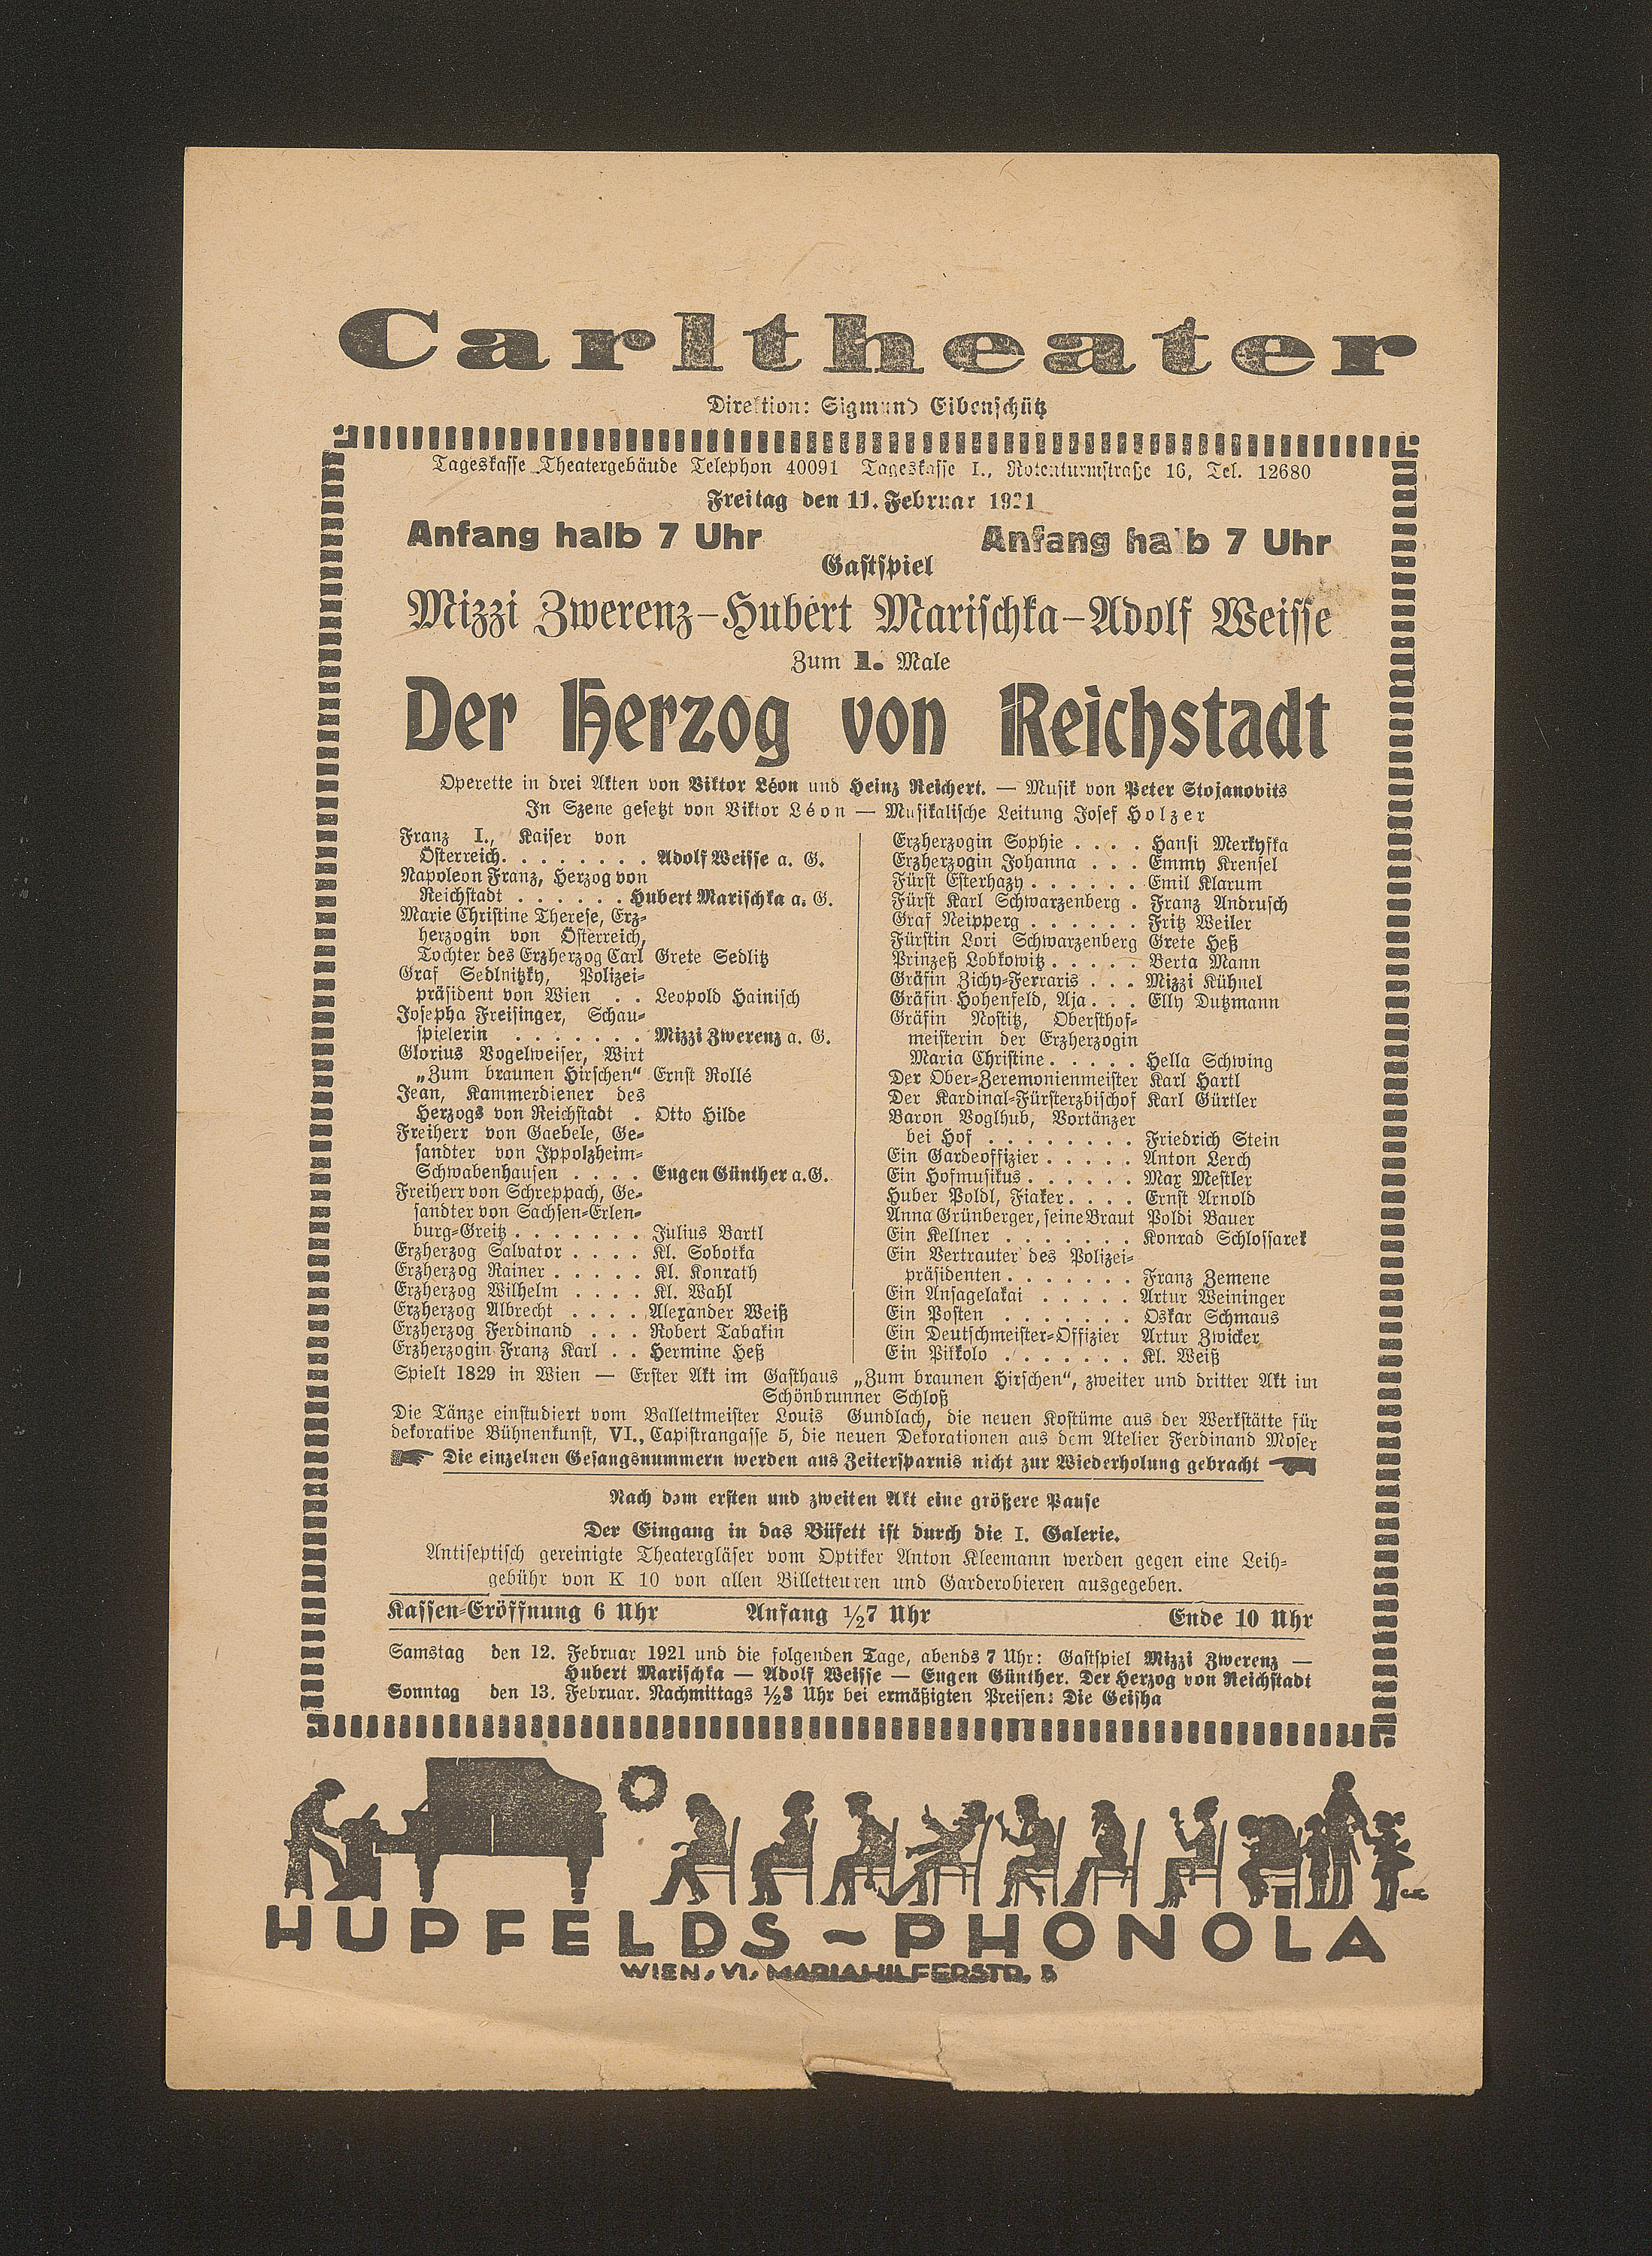 Carltheater
Direktion: Sigmund Eibenschütz
Tageskasse Theatergebäude Telephon 40091 Tageskasse I., Rotenturmstraße 16, Tel. 12680
Freitag den 11. Februar 1921
Anfang halb 7 Uhr Anfang halb 7 Uhr
Gastspiel
Mizzi Zwerenz–Hubert Marischka–Adolf Weisse
Zum 1. Male
Der Herzog von Reichstadt
Operette in drei Akten von Viktor Léon und Heinz Reichert. — Musik von Peter Stojanovits
In Szene gesetzt von Viktor Léon — Musikalische Leitung Josef Holzer
Franz I., Kaiser von
Österreich. . . . . . . . Adolf Weisse a. G.
Napoleon Franz, Herzog von
Reichstadt . . . . . . Hubert Marischka a. G.
Marie Christine Therese, Erz-
herzogin von Österreich,
Tochter des Erzherzog Carl Grete Sedlitz
Graf Sedlnitzky, Polizei-
präsident von Wien . . Leopold Hainisch
Josepha Freisinger, Schau-
spielerin . . . . . . . Mizzi Zwerenz a. G.
Glorius Vogelweiser, Wirt
„Zum braunen Hirschen“ Ernst Rollé
Jean, Kammerdiener des
Herzogs von Reichstadt . Otto Hilde
Freiherr von Gaebele, Ge-
sandter von Ippolzheim-
Schwabenhausen . . . . Eugen Günther a. G.
Freiherr von Schreppach, Ge-
sandter von Sachsen-Erlen-
burg-Greitz . . . . . . . Julius Bartl
Erzherzog Salvator . . . . Kl. Sobotka
Erzherzog Rainer . . . . . Kl. Konrath
Erzherzog Wilhelm . . . . Kl. Wahl
Erzherzog Albrecht . . . . Alexander Weiß
Erzherzog Ferdinand . . . Robert Tabakin
Erzherzogin Franz Karl . . Hermine Heß
Erzherzogin Sophie . . . . Hansi Merkyfka
Erzherzogin Johanna . . . Emmy Krensel
Fürst Esterhazy . . . . . . Emil Klarum
Fürst Karl Schwarzenberg . Franz Andrusch
Graf Neipperg . . . . . . Fritz Weiler
Fürstin Lori Schwarzenberg Grete Heß
Prinzeß Lobkowitz . . . . . Berta Mann
Gräfin Zichy-Ferraris . . . Mizzi Kühnel
Gräfin Hohenfeld, Aja . . . Elly Dutzmann
Gräfin Nostitz, Obersthof-
meisterin der Erzherzogin
Maria Christine . . . . . Hella Schwing
Der Ober-Zeremonienmeister Karl Hartl
Der Kardinal-Fürsterzbischof Karl Gürtler
Baron Voglhub, Vortänzer
bei Hof . . . . . . . . Friedrich Stein
Ein Gardeoffizier . . . . . Anton Lerch
Ein Hofmusikus . . . . . . Max Mestler
Huber Poldl, Fiaker . . . . Ernst Arnold
Anna Grünberger, seine Braut Poldi Bauer
Ein Kellner . . . . . . . Konrad Schlossarek
Ein Vertrauter des Polizei-
präsidenten . . . . . . . Franz Zemene
Ein Ansagelakai . . . . . Artur Weininger
Ein Posten . . . . . . . Oskar Schmaus
Ein Deutschmeister-Offizier Artur Zwicker
Ein Pikkolo . . . . . . . Kl. Weiß
Spielt 1829 in Wien — Erster Akt im Gasthaus „Zum braunen Hirschen“, zweiter und dritter Akt im
Schönbrunner Schloß
Die Tänze einstudiert vom Ballettmeister Louis Gundlach, die neuen Kostüme aus der Werkstätte für
dekorative Bühnenkunst, VI., Capistrangasse 5, die neuen Dekorationen aus dem Atelier Ferdinand Moser
Die einzelnen Gesangsnummern werden aus Zeitersparnis nicht zur Wiederholung gebracht
Nach dem ersten und zweiten Akt eine größere Pause
Der Eingang in das Büfett ist durch die I. Galerie.
Antiseptisch gereinigte Theatergläser vom Optiker Anton Kleemann werden gegen eine Leih-
gebühr von K 10 von allen Billetteuren und Garderobieren ausgegeben.
Kassen-Eröffnung 6 Uhr Anfang ½7 Uhr Ende 10 Uhr
Samstag den 12. Februar 1921 und die folgenden Tage, abends 7 Uhr: Gastspiel Mizzi Zwerenz —
Hubert Marischka — Adolf Weisse — Eugen Günther. Der Herzog von Reichstadt
Sonntag den 13. Februar. Nachmittags ½3 Uhr bei ermäßigten Preisen: Die Geisha
HUPFELDS~PHONOLA
WIEN, VI, MARIAHILFERSTR. 5